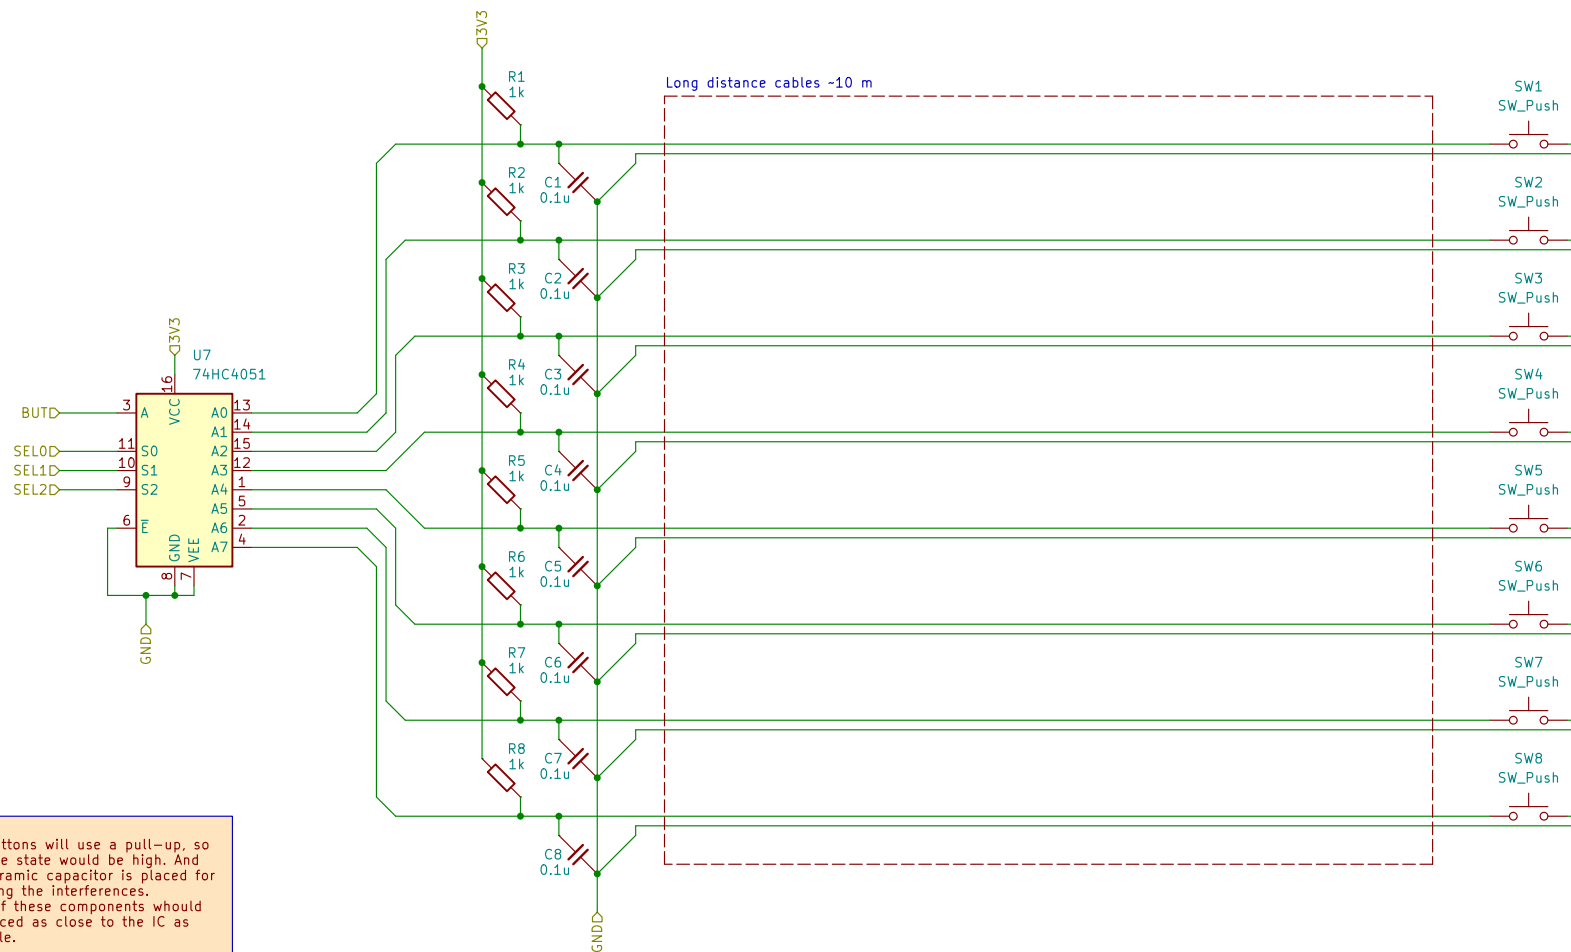 3V3
Long distance cables ~10 m
R1
1k
SW1
SW_Push
R2
1k
C1
0.1u
SW2
SW_Push
R3
1k
C2
0.1u
SW3
SW_Push
3V3
U7
74HC4051
R4
1k
C3
0.1u
SW4
SW_Push
16
VCC
BUT
3
A
A0
13
A1
14
SEL0
11
S0
A2
15
SEL1
10
S1
A3
12
SEL2
9
S2
A4
1
A5
5
6
E
A6
2
A7
4
GND
VEE
8
7
GND
R5
1k
C4
0.1u
SW5
SW_Push
R6
1k
C5
0.1u
SW6
SW_Push
R7
1k
C6
0.1u
SW7
SW_Push
R8
1k
C7
0.1u
SW8
SW_Push
C8
0.1u
GND
ttons will use a pull-up, so
e state would be high. And
ramic capacitor is placed for
ng the interferences.
f these components whould
ced as close to the IC as
le.